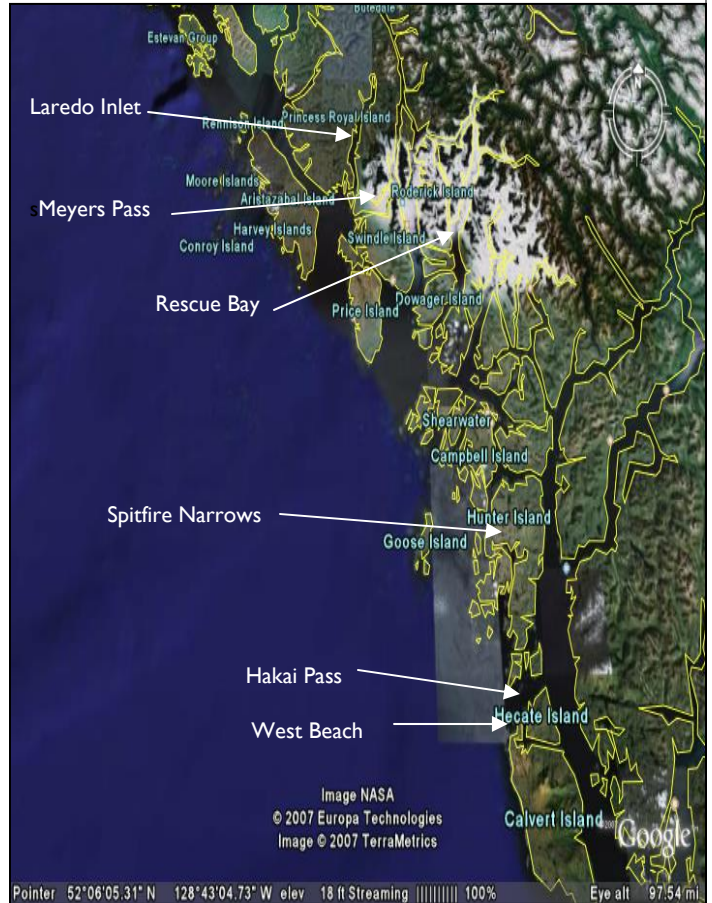 Butedale
Estevan Group
Laredo Inlet
Princess Royal Island
Rennison Island
Moore Islands
Roderick Island
Aristazabal Island
sMeyers Pass
Harvey Islands
Swindle Island
Conroy Island
Rescue Bay
Dowager Island
Price Island
Shearwater
Campbell Island
Spitfire Narrows
Hunter Island
Goose Island
Hakai Pass
Hecate Island
West Beach
Image NASA
© 2007 Europa Technologies
Image © 2007 TerraMetrics
Calvert Island
Google
Pointer 52°06'05.31" N 128°43'04.73" W elev 18 ft Streaming |||||||||| 100% Eye alt 97.54 mi
N